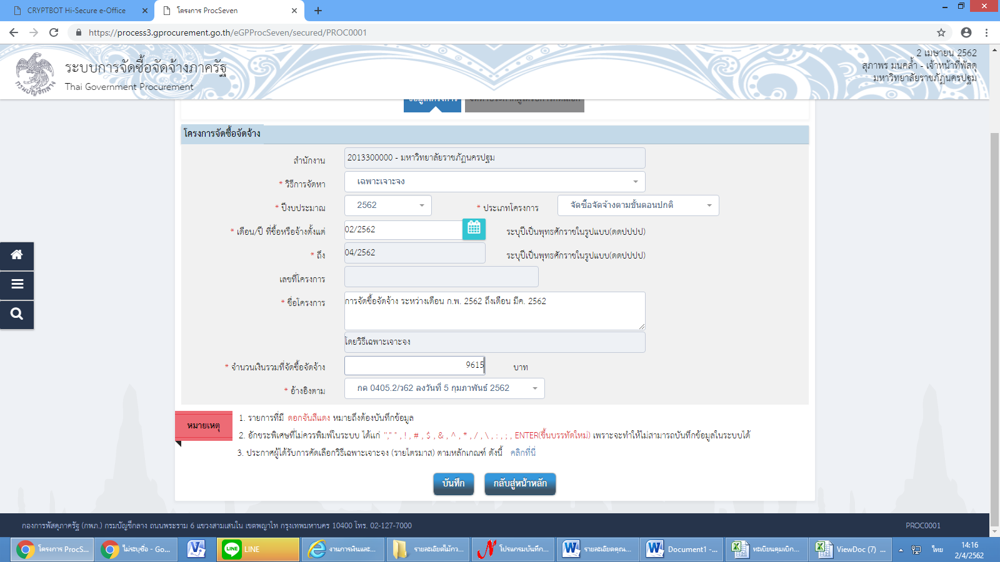 CRYPTBOT Hi-Secure e-Office
โครงการ ProcSeven
https://process3.gprocurement.go.th/eGPProcSeven/secured/PROC0001
ระบบการจัดซื้อจัดจ้างภาครัฐ
Thai Government Procurement
กรมบัญชีกลาง
2 เมษายน 2562
สุภาพร มนคล้ำ - เจ้าหน้าที่พัสดุ
มหาวิทยาลัยราชภัฏนครปฐม
ข้อมูลโครงการ
โครงการจัดซื้อจัดจ้าง
สำนักงาน 2013300000 - มหาวิทยาลัยราชภัฏนครปฐม
* วิธีการจัดหา เฉพาะเจาะจง
* ปีงบประมาณ 2562 * ประเภทโครงการ จัดซื้อจัดจ้างตามขั้นตอนปกติ
* เดือน/ปี ที่ซื้อหรือจ้างตั้งแต่ 02/2562 ระบุปีเป็นพุทธศักราชในรูปแบบ(ดดปปปป)
* ถึง 04/2562 ระบุปีเป็นพุทธศักราชในรูปแบบ(ดดปปปป)
เลขที่โครงการ
* ชื่อโครงการ การจัดซื้อจัดจ้าง ระหว่างเดือน ก.พ. 2562 ถึงเดือน มีค. 2562
โดยวิธีเฉพาะเจาะจง
* จำนวนเงินรวมที่จัดซื้อจัดจ้าง 9615 บาท
* อ้างอิงตาม กค 0405.2/ว62 ลงวันที่ 5 กุมภาพันธ์ 2562
หมายเหตุ
1. รายการที่มี ดอกจันสีแดง หมายถึงต้องบันทึกข้อมูล
2. อักขระพิเศษที่ไม่ควรพิมพ์ในระบบ ได้แก่ "," " , ! , # , $ , & , ^ , * , / , \ , : , ; , ENTER(ขึ้นบรรทัดใหม่) เพราะจะทำให้ไม่สามารถบันทึกข้อมูลในระบบได้
3. ประกาศผู้ได้รับการคัดเลือกวิธีเฉพาะเจาะจง (รายไตรมาส) ตามหลักเกณฑ์ ดังนี้ คลิกที่นี่
บันทึก กลับสู่หน้าหลัก
กองการพัสดุภาครัฐ (กพภ.) กรมบัญชีกลาง ถนนพระราม 6 แขวงสามเสนใน เขตพญาไท กรุงเทพมหานคร 10400 โทร. 02-127-7000 PROC0001
โครงการ ProcS... ไม่ระบุชื่อ - Go... LINE งานการเงินและ... รายละเอียดไม้กว... โปรแกรมบันทึก... รายละเอียดคุณ... Document1 -... ทะเบียนคุมเบิก... ViewDoc (7) ... ไทย 14:16
2/4/2562